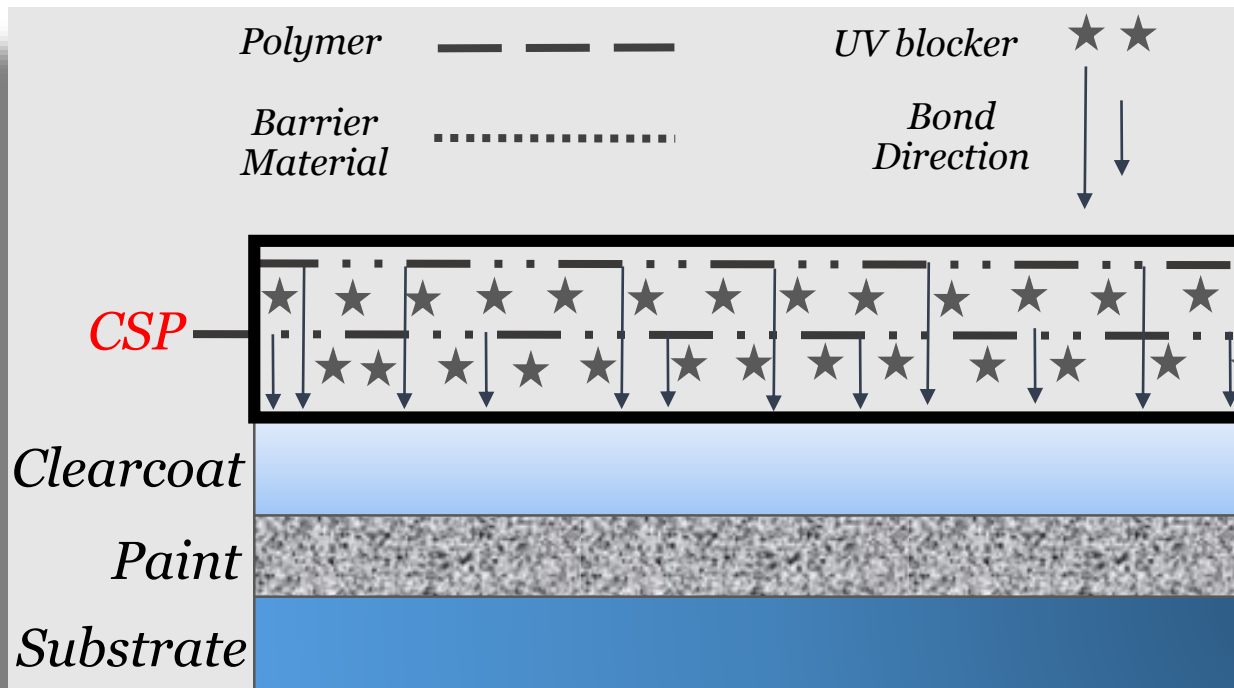 Polymer
UV blocker
Barrier
Material
Bond
Direction
CSP
Clearcoat
Paint
Substrate